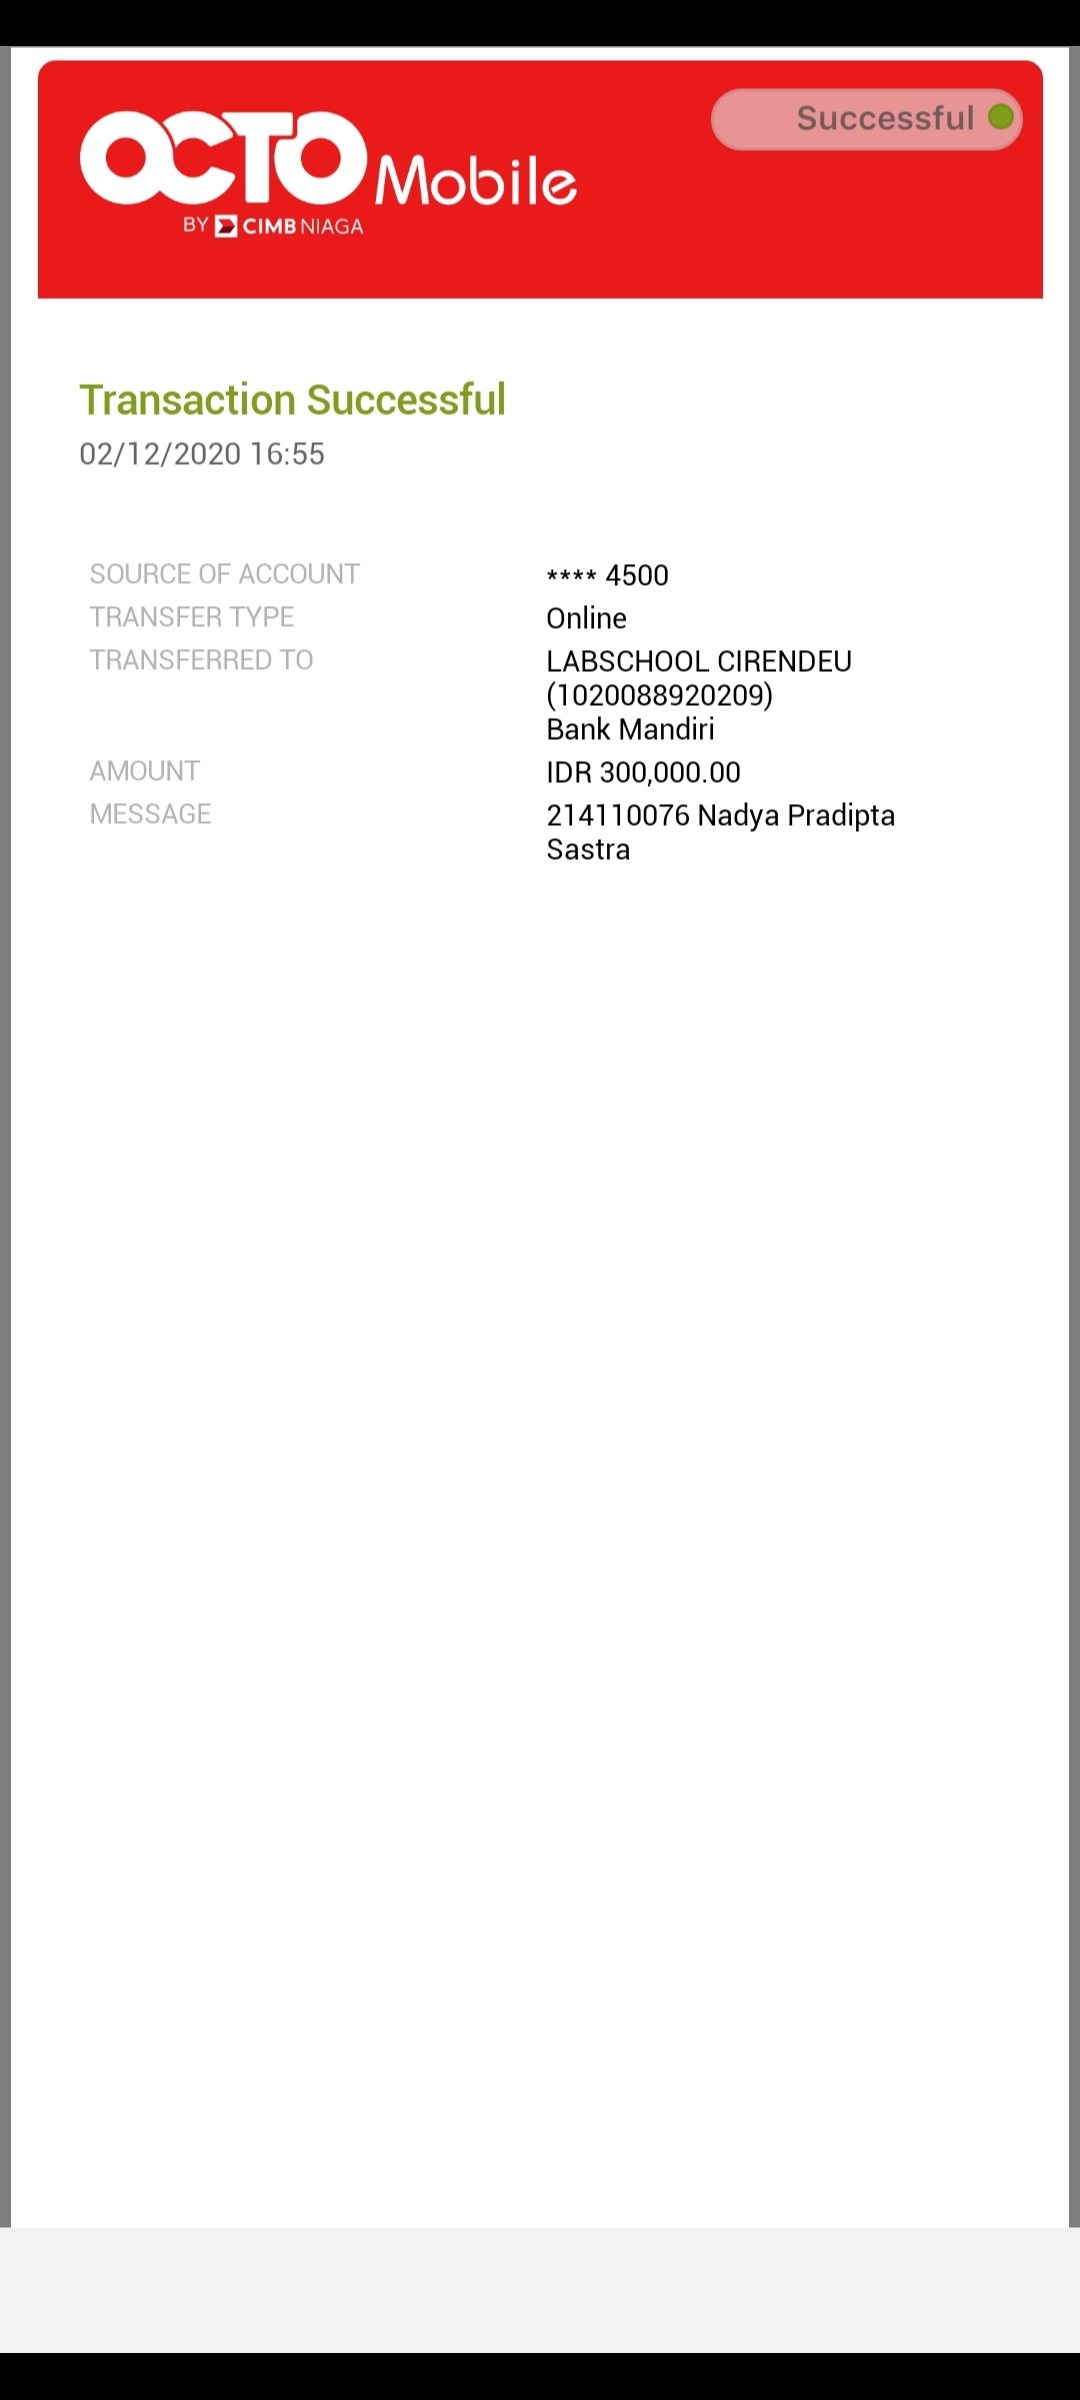 OCTO Mobile
BY CIMB NIAGA
Successful
Transaction Successful
02/12/2020 16:55
SOURCE OF ACCOUNT **** 4500
TRANSFER TYPE Online
TRANSFERRED TO LABSCHOOL CIRENDEU
(1020088920209)
Bank Mandiri
AMOUNT IDR 300,000.00
MESSAGE 214110076 Nadya Pradipta
Sastra